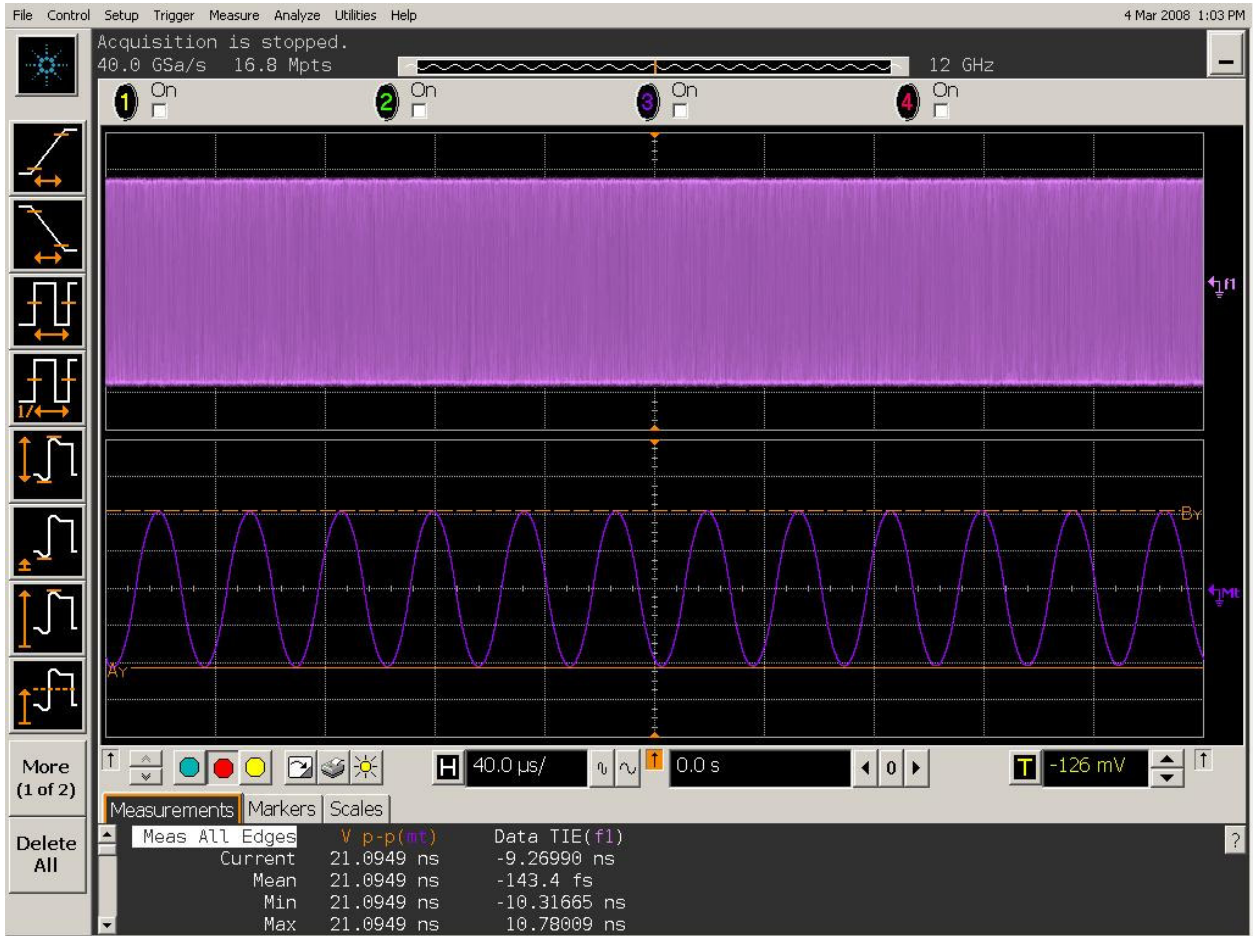 File Control Setup Trigger Measure Analyze Utilities Help 4 Mar 2008 1:03 PM
Acquisition is stopped.
40.0 GSa/s 16.8 Mpts 12 GHz
1 On 2 On 3 On 4 On
f1
1/
By
Mt
Ay
More
(1 of 2)
Delete
All
H 40.0 µs/ 0.0 s 0 T -126 mV
Measurements Markers Scales
Meas All Edges V p-p(mt) Data TIE(f1) ?
Current 21.0949 ns -9.26990 ns
Mean 21.0949 ns -143.4 fs
Min 21.0949 ns -10.31665 ns
Max 21.0949 ns 10.78009 ns